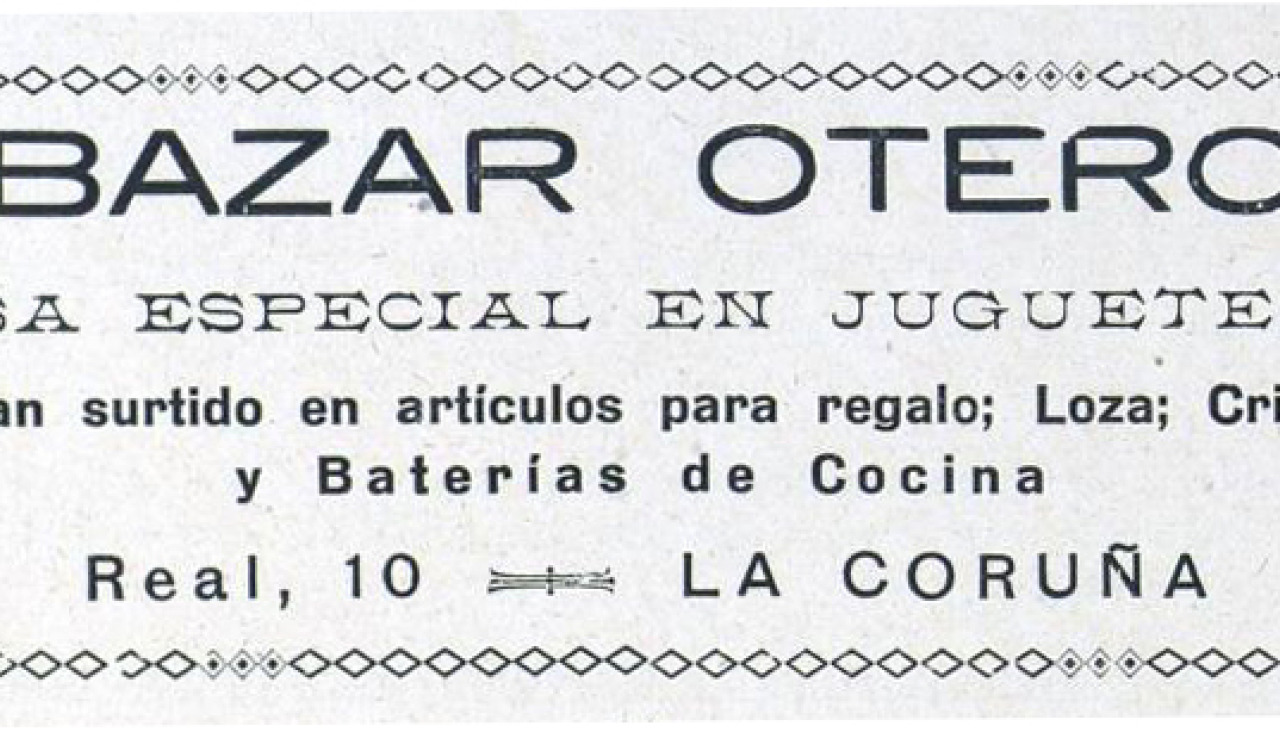 BAZAR OTERO
SA ESPECIAL EN JUGUETE
an surtido en artículos para regalo; Loza; Cri
y Baterías de Cocina
Real, 10 LA CORUÑA